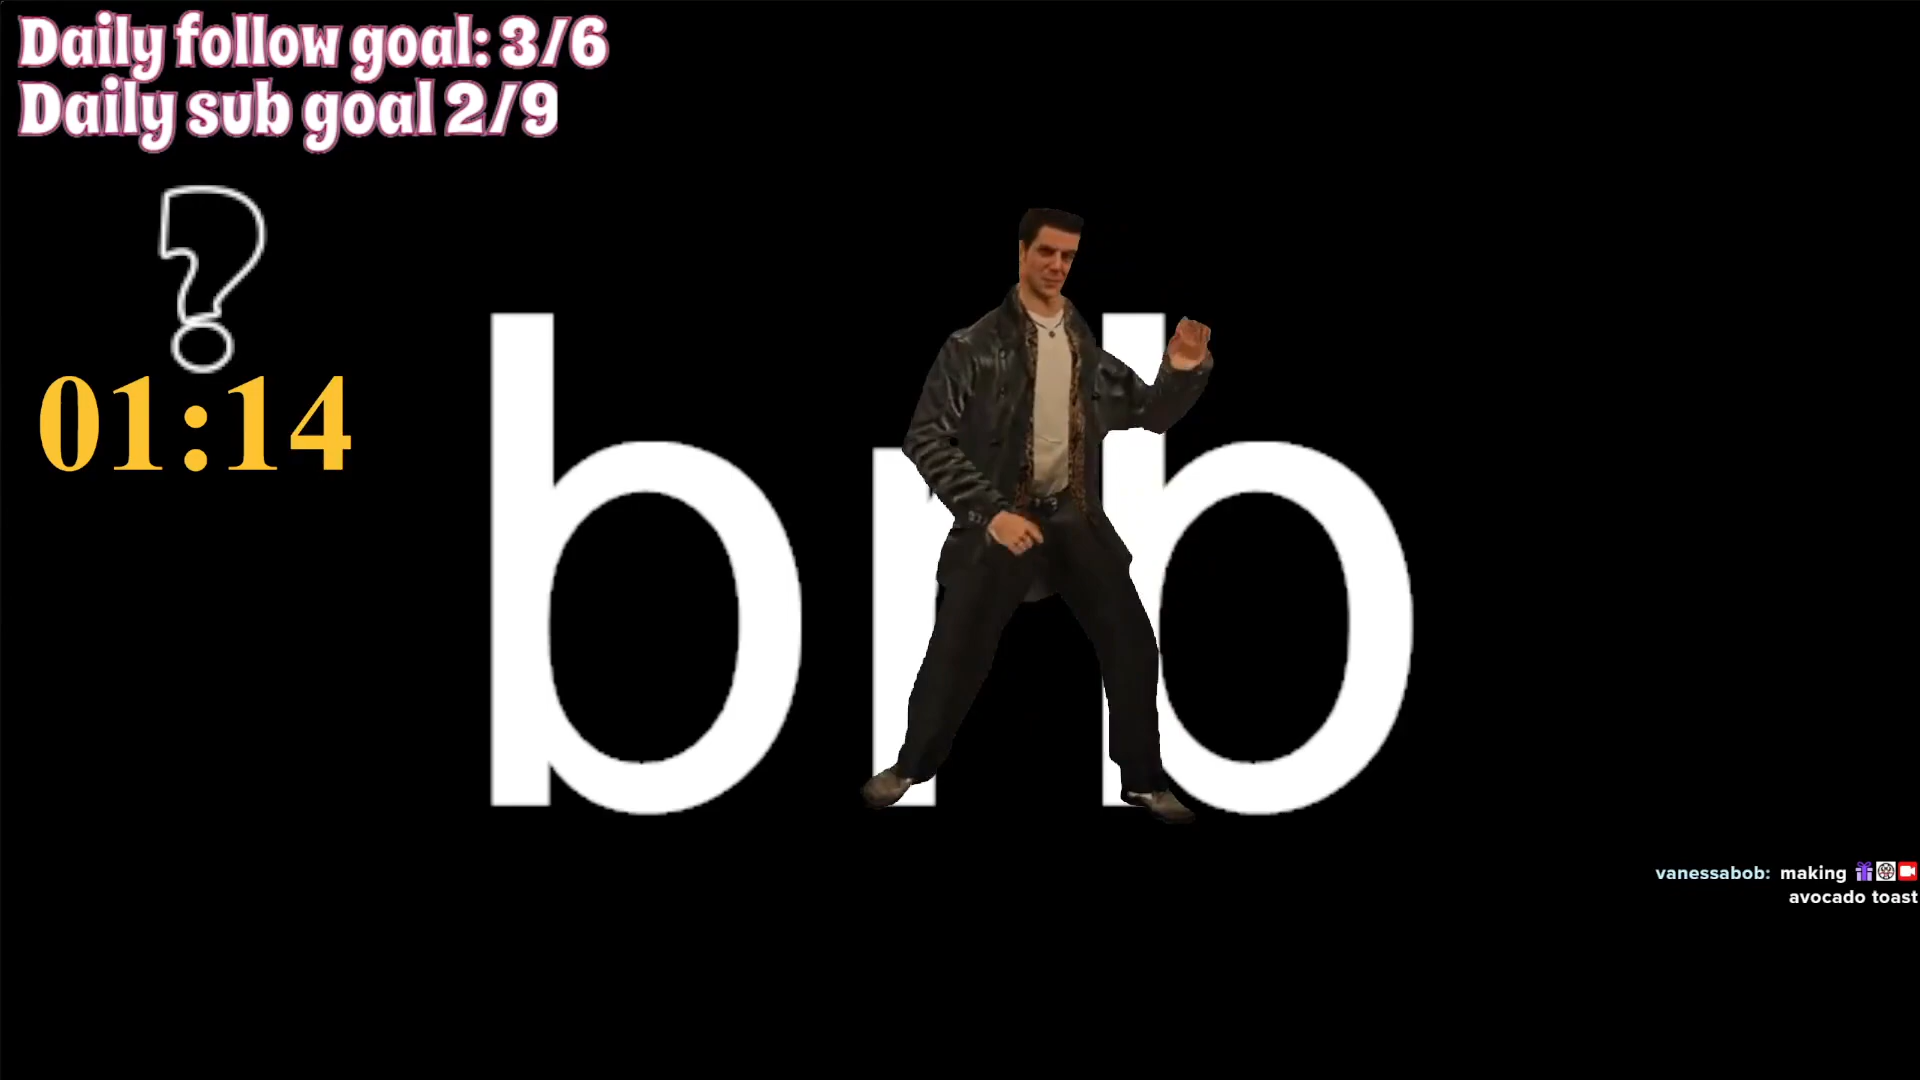 Daily follow goal: 3/6
Daily sub goal 2/9
?
01:14
brb
vanessabob: making
avocado toast